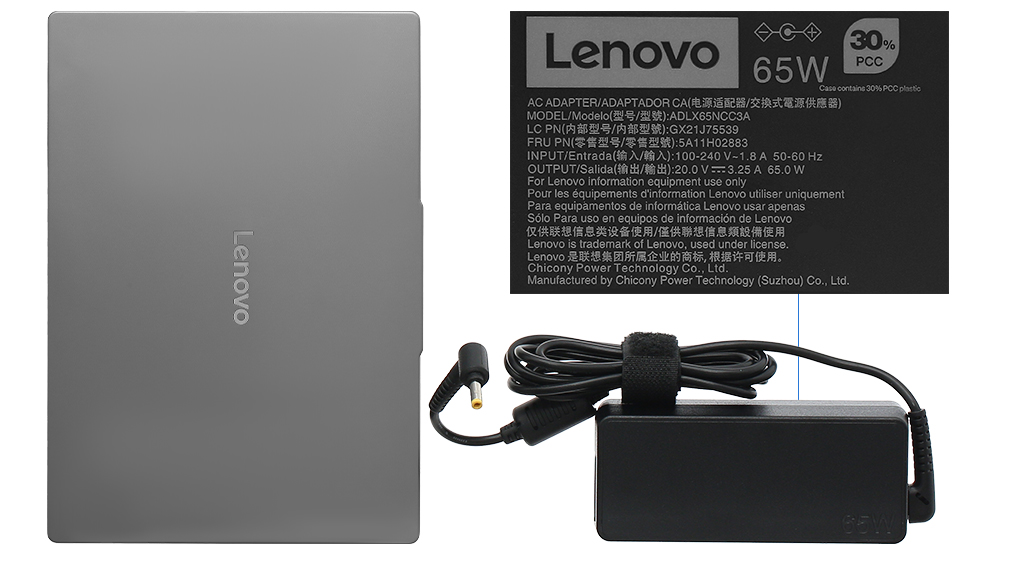 Lenovo
Lenovo
65W
30%
PCC
Case contains 30% PCC plastic
AC ADAPTER/ADAPTADOR CA(电源适配器/交換式電源供應器)
MODEL/Modelo(型号/型號):ADLX65NCC3A
LC PN(内部型号/内部型號):GX21J75539
FRU PN(零售型号/零售型號):5A11H02883
INPUT/Entrada(输入/輸入):100-240 V~1.8 A 50-60 Hz
OUTPUT/Salida(输出/輸出):20.0 V⎓3.25 A 65.0 W
For Lenovo information equipment use only
Pour les équipements d'information Lenovo utiliser uniquement
Para equipamentos de informática Lenovo usar apenas
Sólo Para uso en equipos de información de Lenovo
仅供联想信息类设备使用/僅供聯想信息類設備使用
Lenovo is trademark of Lenovo, used under license.
Lenovo 是联想集团所属企业的商标, 根据许可使用。
Chicony Power Technology Co., Ltd.
Manufactured by Chicony Power Technology (Suzhou) Co., Ltd.
65W